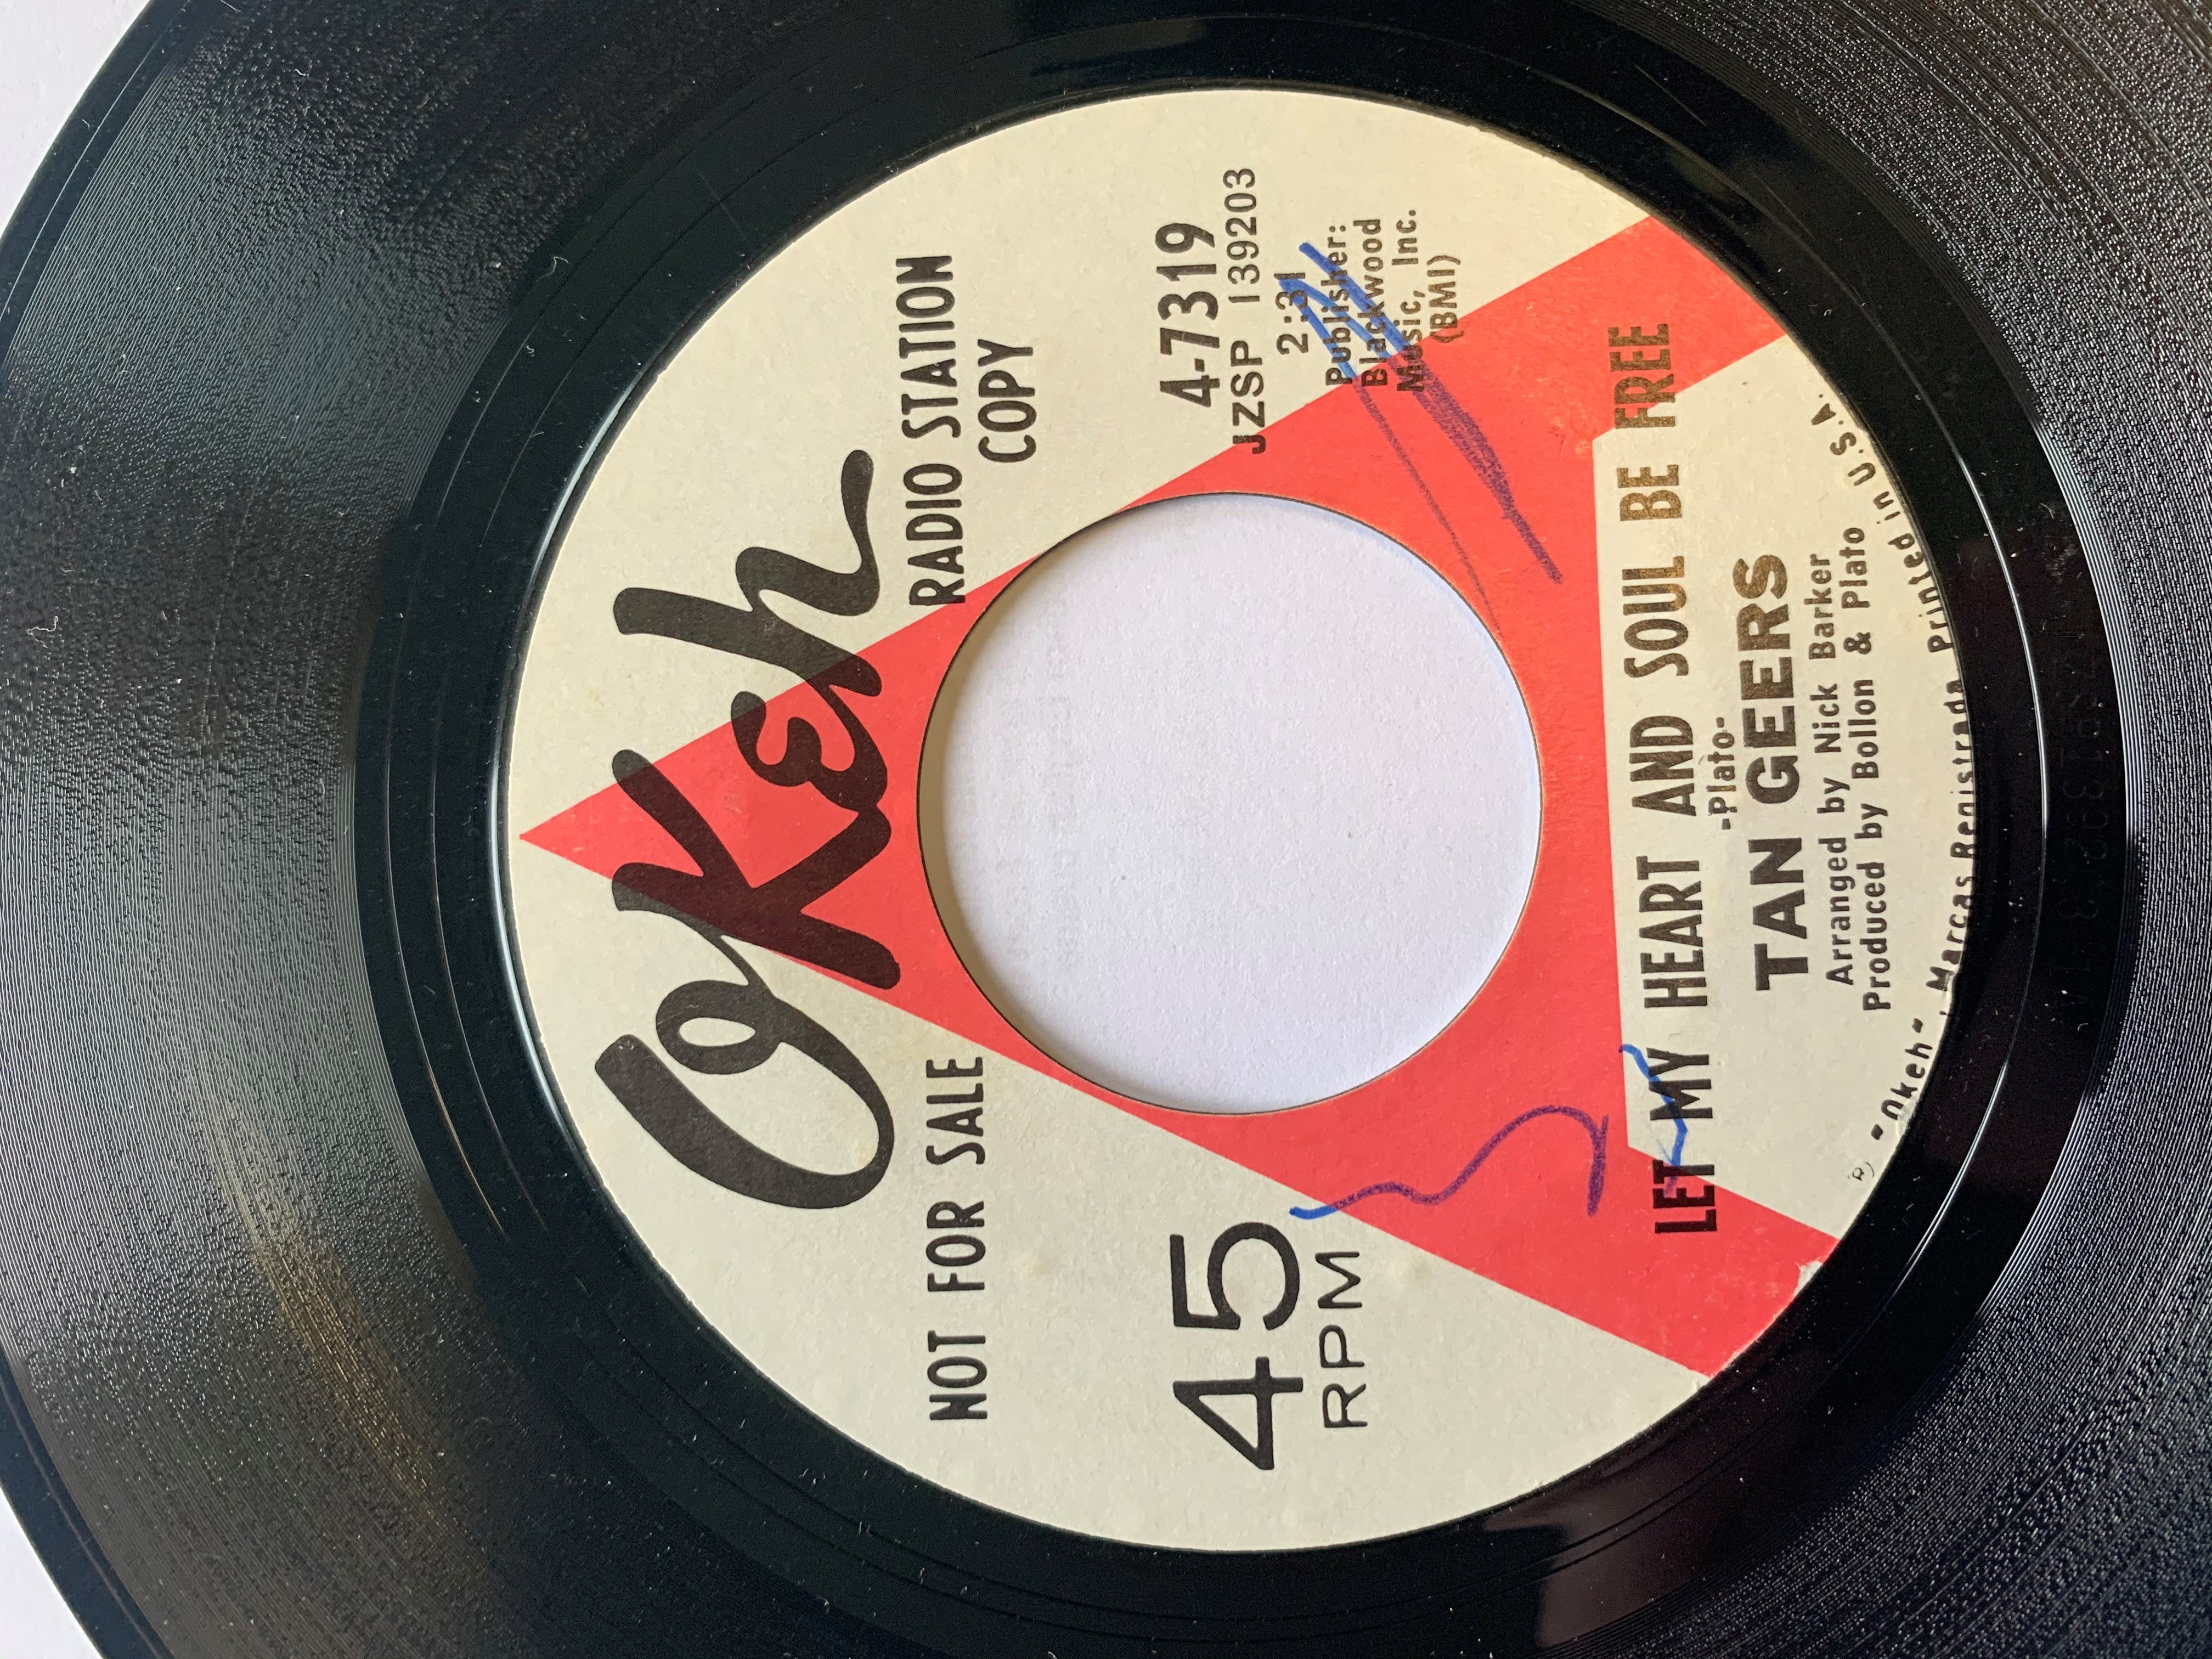 OKeh
NOT FOR SALE
RADIO STATION
COPY
45
RPM
4-7319
JZSP 139203
2:31
Publisher:
Blackwood
Music, Inc.
(BMI)
LET MY HEART AND SOUL BE FREE
-Plato-
TAN GEERS
Arranged by Nick Barker
Produced by Bollon & Plato
"Okeh" Marcas Registrada Printed in U.S.A.